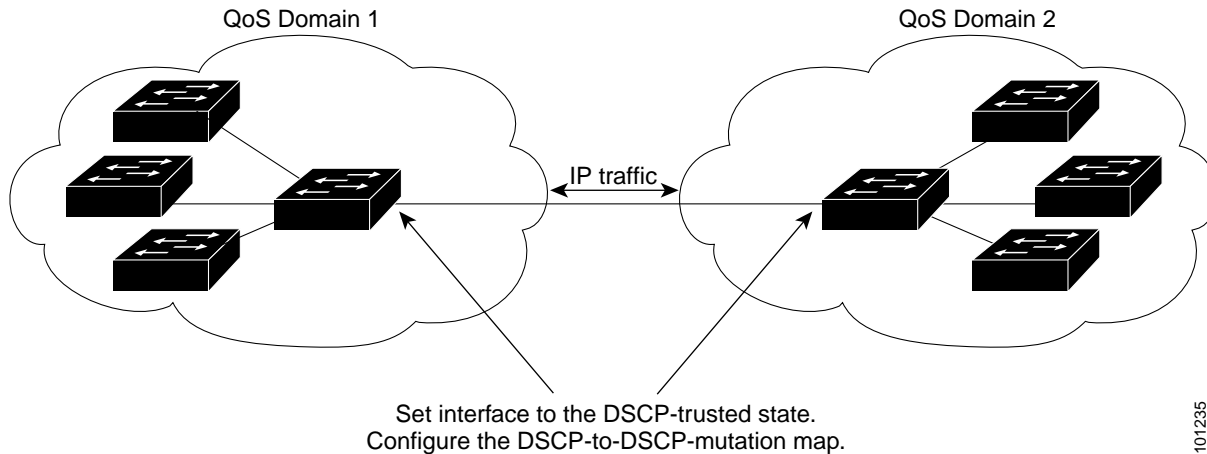 QoS Domain 1
QoS Domain 2
IP traffic
Set interface to the DSCP-trusted state.
Configure the DSCP-to-DSCP-mutation map.
101235